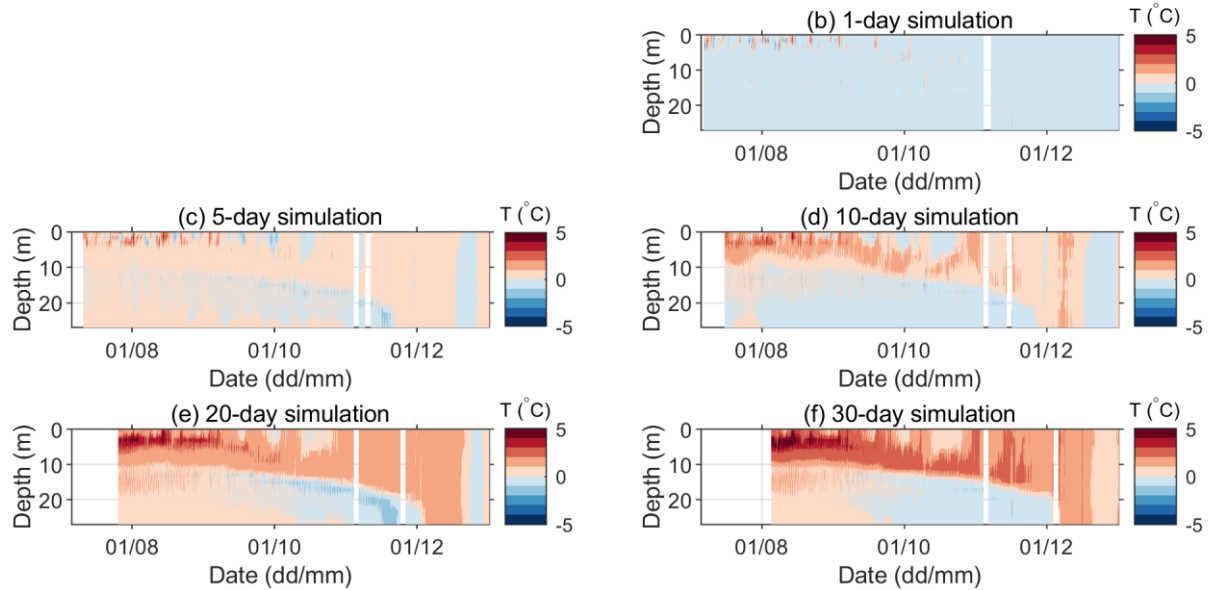 (b) 1-day simulation
T (°C)
Depth (m)
0
10
20
01/08
01/10
01/12
Date (dd/mm)
5
0
-5
(c) 5-day simulation
T (°C)
Depth (m)
0
10
20
01/08
01/10
01/12
Date (dd/mm)
5
0
-5
(d) 10-day simulation
T (°C)
Depth (m)
0
10
20
01/08
01/10
01/12
Date (dd/mm)
5
0
-5
(e) 20-day simulation
T (°C)
Depth (m)
0
10
20
01/08
01/10
01/12
Date (dd/mm)
5
0
-5
(f) 30-day simulation
T (°C)
Depth (m)
0
10
20
01/08
01/10
01/12
Date (dd/mm)
5
0
-5